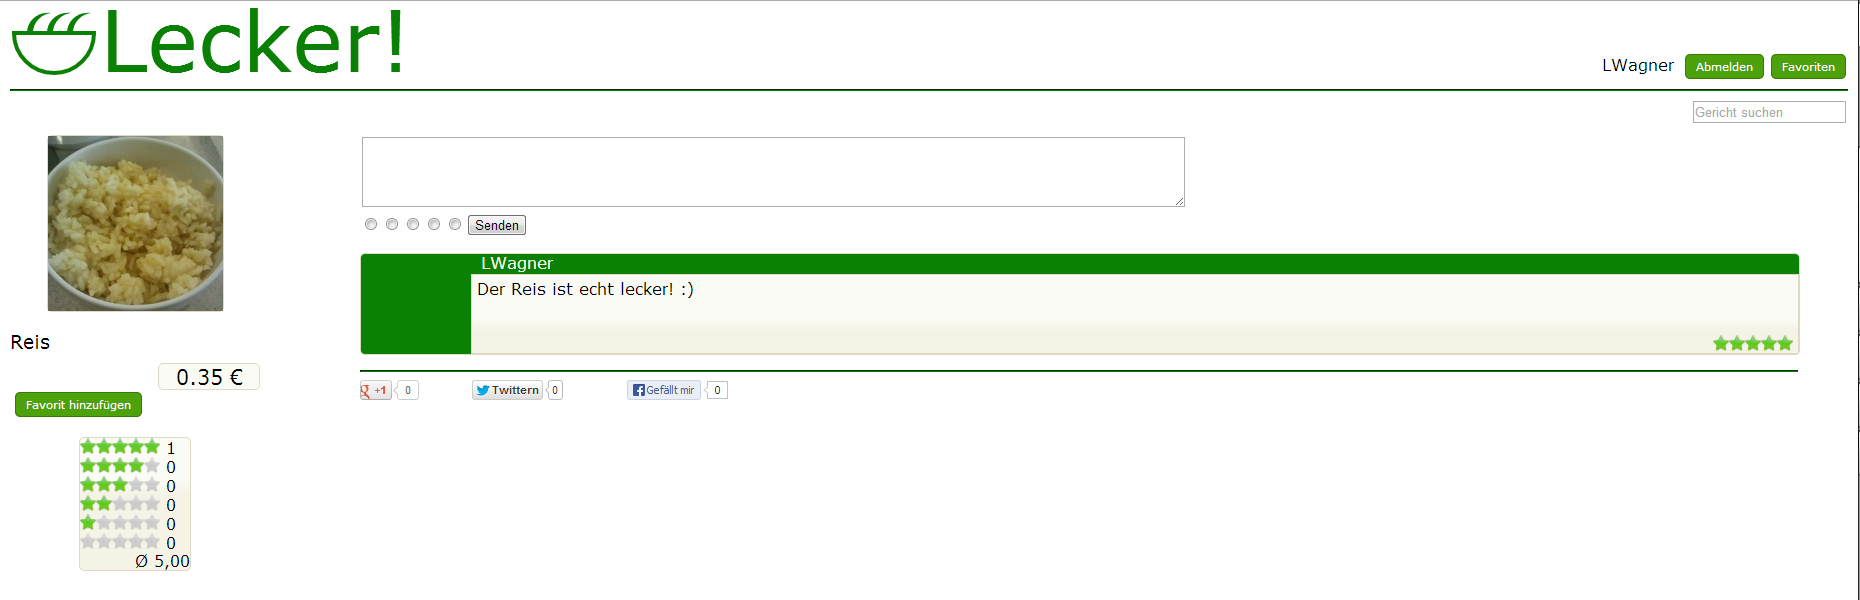 Lecker!
LWagner Abmelden Favoriten
Gericht suchen
Senden
LWagner
Der Reis ist echt lecker! :)
Reis
0.35 €
Favorit hinzufügen
g +1 0 Twittern 0 Gefällt mir 0
1
0
0
0
0
0
Ø 5,00